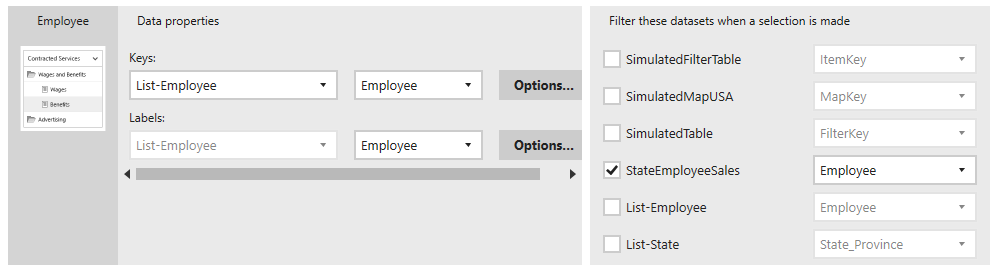 Employee
Contracted Services
Wages and Benefits
Wages
Benefits
Advertising
Data properties
Keys:
List-Employee Employee Options...
Labels:
List-Employee Employee Options...
Filter these datasets when a selection is made
SimulatedFilterTable ItemKey
SimulatedMapUSA MapKey
SimulatedTable FilterKey
StateEmployeeSales Employee
List-Employee Employee
List-State State_Province